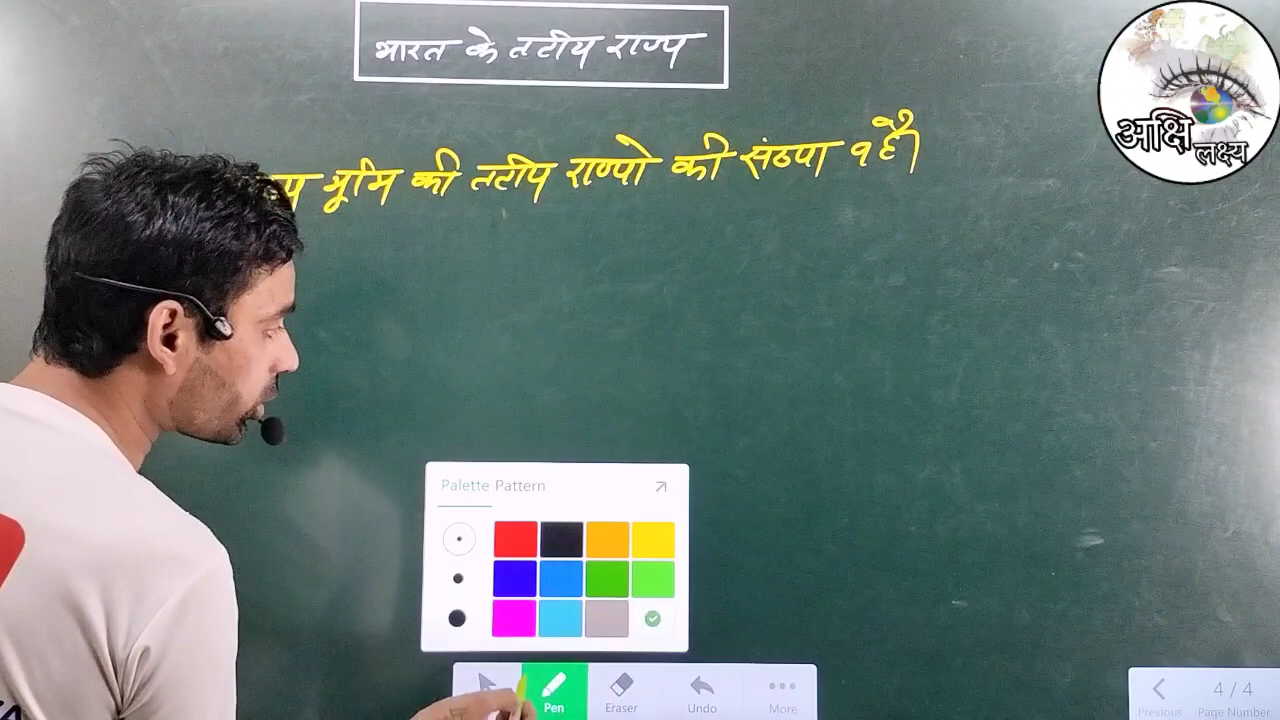 भारत के तटीय राज्य
भूमि की तटीय राज्यो की संख्या 9 है।
अक्षि
लक्ष्य
Palette Pattern
Pen
Eraser
Undo
More
4 / 4
Previous
Page Number